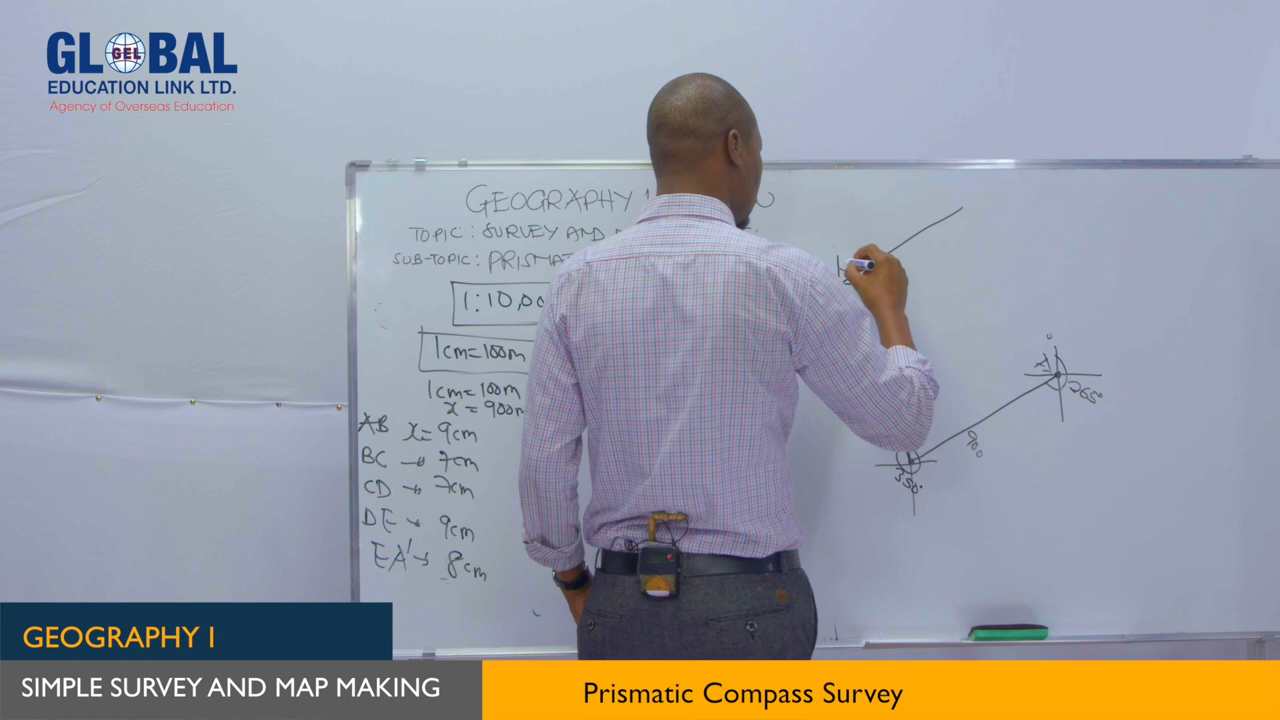 GLOBAL
GEL
EDUCATION LINK LTD.
Agency of Overseas Education
GEOGRAPHY
TOPIC: SURVEY AND
SUB-TOPIC: PRISMAT
1:10,00
1cm=100m
1cm=100m
x = 900m
AB x= 9cm
BC → 7cm
CD → 7cm
DE → 9cm
EA' → 8cm
265°
900
350°
GEOGRAPHY I
SIMPLE SURVEY AND MAP MAKING
Prismatic Compass Survey